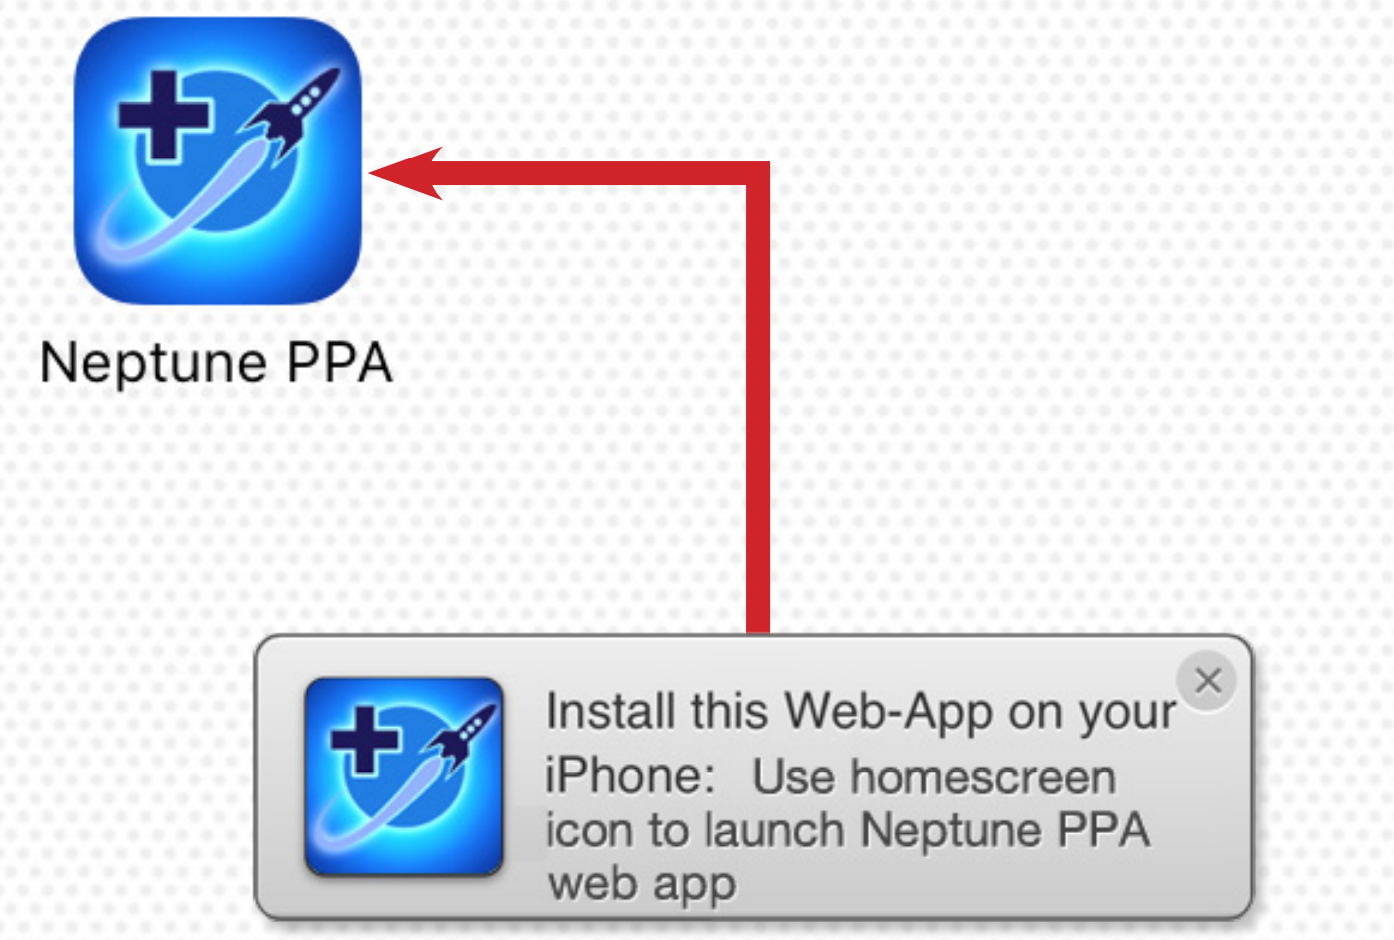 Neptune PPA
Install this Web-App on your
iPhone: Use homescreen
icon to launch Neptune PPA
web app